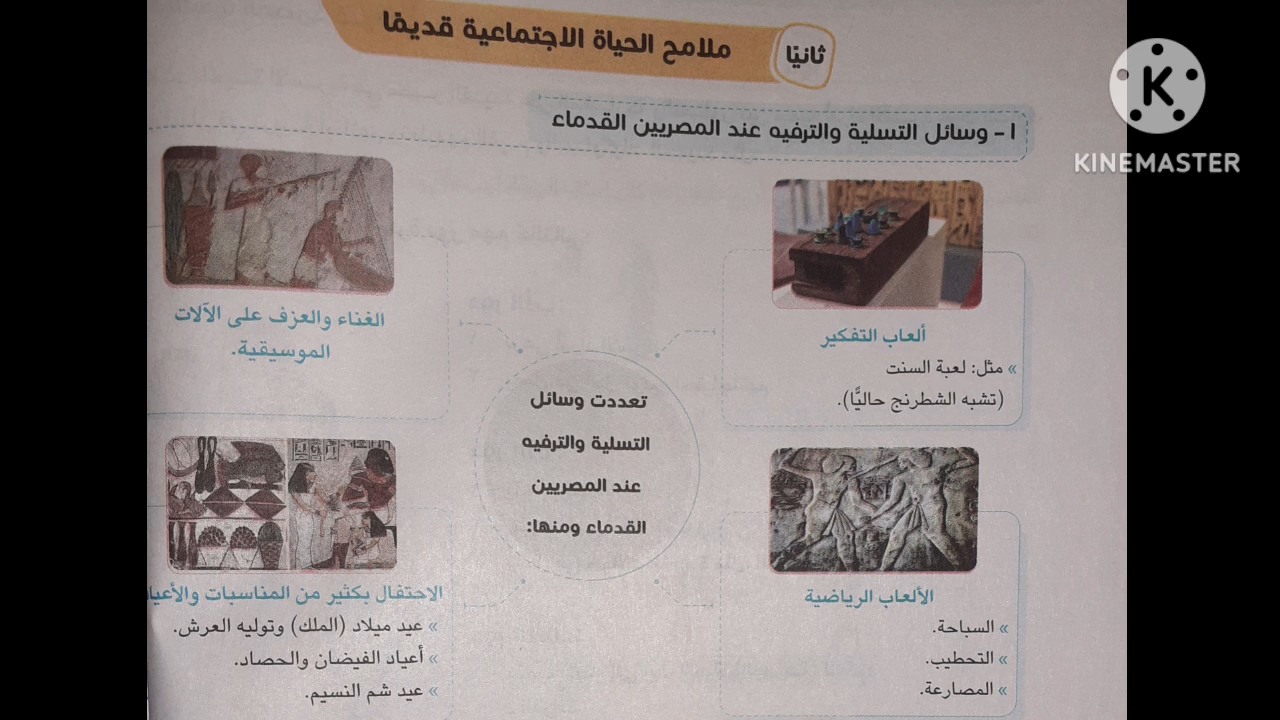 ثانيًا
ملامح الحياة الاجتماعية قديمًا
١ - وسائل التسلية والترفيه عند المصريين القدماء
KINEMASTER
ألعاب التفكير
» مثل: لعبة السنت
(تشبه الشطرنج حاليًّا).
الغناء والعزف على الآلات
الموسيقية.
تعددت وسائل
التسلية والترفيه
عند المصريين
القدماء ومنها:
الألعاب الرياضية
» السباحة.
» التحطيب.
» المصارعة.
الاحتفال بكثير من المناسبات والأعيا
» عيد ميلاد (الملك) وتوليه العرش.
» أعياد الفيضان والحصاد.
» عيد شم النسيم.